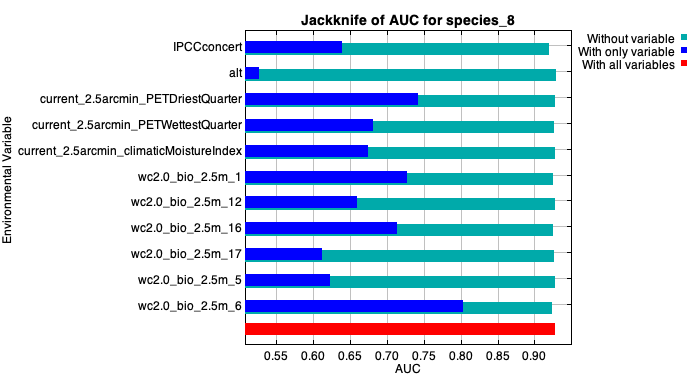 Jackknife of AUC for species_8
Without variable
With only variable
With all variables
Environmental Variable
IPCCconcert
alt
current_2.5arcmin_PETDriestQuarter
current_2.5arcmin_PETWettestQuarter
current_2.5arcmin_climaticMoistureIndex
wc2.0_bio_2.5m_1
wc2.0_bio_2.5m_12
wc2.0_bio_2.5m_16
wc2.0_bio_2.5m_17
wc2.0_bio_2.5m_5
wc2.0_bio_2.5m_6
0.55 0.60 0.65 0.70 0.75 0.80 0.85 0.90
AUC